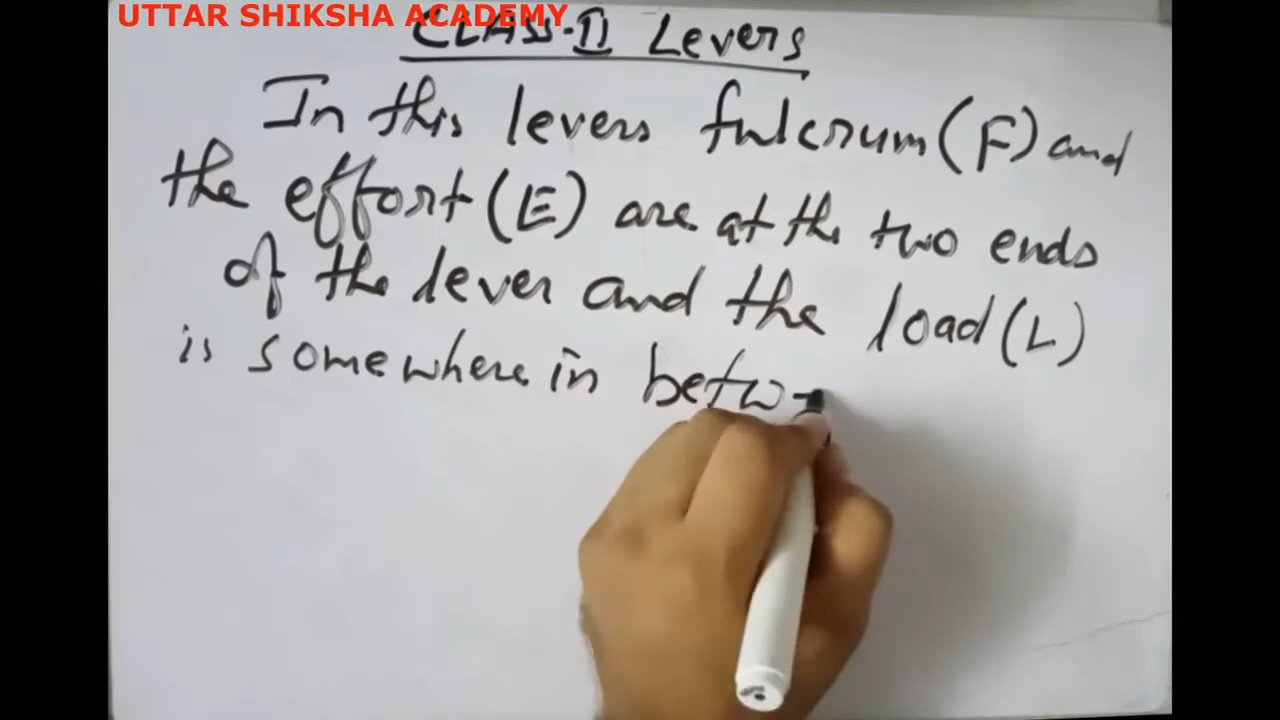 UTTAR SHIKSHA ACADEMY
CLASS-II Levers
In this levers fulcrum (F) and
the effort (E) are at the two ends
of the lever and the load (L)
is somewhere in betw